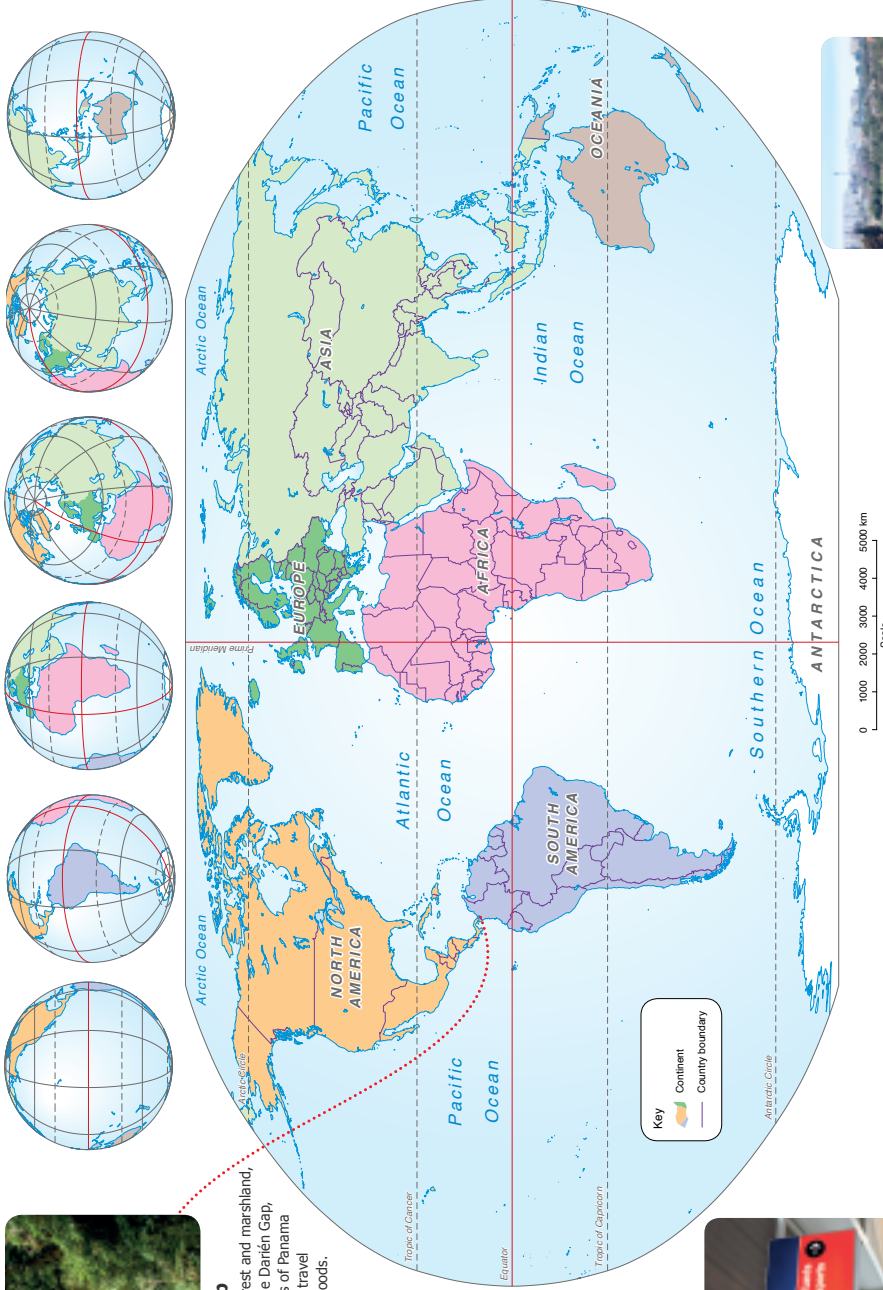 est and marshland,
e Darién Gap,
s of Panama
travel
oods.
Arctic Ocean
Arctic Ocean
Arctic Circle
Prime Meridian
NORTH
AMERICA
EUROPE
ASIA
Pacific
Ocean
Atlantic
Ocean
Pacific
Ocean
Tropic of Cancer
AFRICA
Equator
SOUTH
AMERICA
Indian
Ocean
OCEANIA
Tropic of Capricorn
Key
Continent
Country boundary
Southern Ocean
Antarctic Circle
ANTARCTICA
0 1000 2000 3000 4000 5000 km